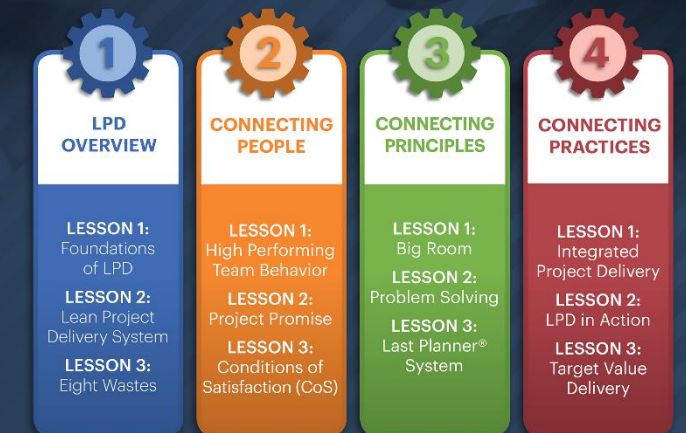 1
LPD
OVERVIEW
LESSON 1:
Foundations
of LPD
LESSON 2:
Lean Project
Delivery System
LESSON 3:
Eight Wastes
2
CONNECTING
PEOPLE
LESSON 1:
High Performing
Team Behavior
LESSON 2:
Project Promise
LESSON 3:
Conditions of
Satisfaction (CoS)
3
CONNECTING
PRINCIPLES
LESSON 1:
Big Room
LESSON 2:
Problem Solving
LESSON 3:
Last Planner®
System
4
CONNECTING
PRACTICES
LESSON 1:
Integrated
Project Delivery
LESSON 2:
LPD in Action
LESSON 3:
Target Value
Delivery